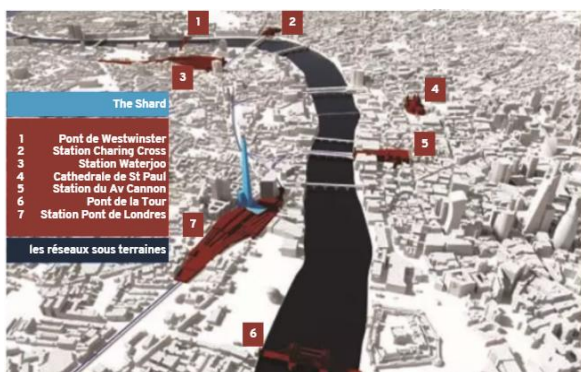 The Shard
1 Pont de Westwinster
2 Station Charing Cross
3 Station Waterjoo
4 Cathedrale de St Paul
5 Station du Av Cannon
6 Pont de la Tour
7 Station Pont de Londres
les réseaux sous terraines
1
2
3
4
5
7
6